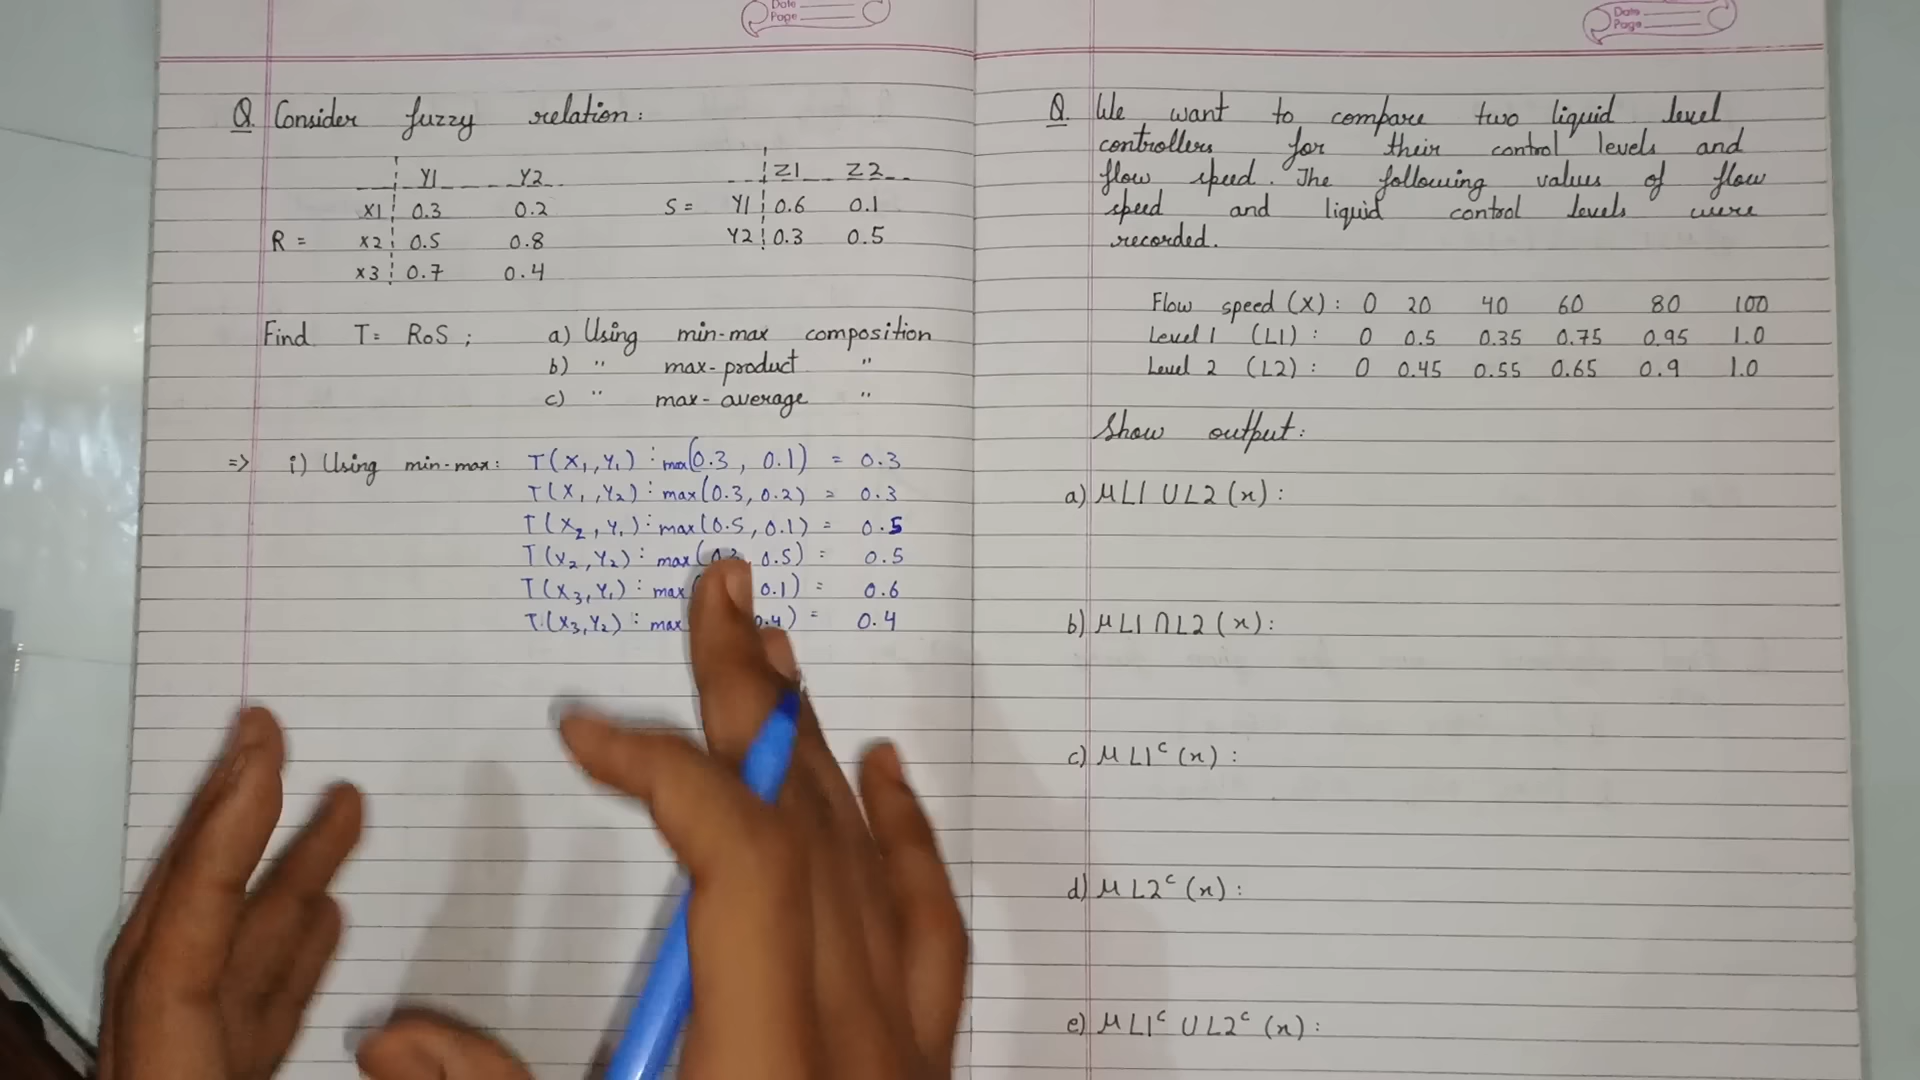 Date
Page
Q. Consider fuzzy relation:
Y1 Y2
X1 0.3 0.2
R = X2 0.5 0.8
X3 0.7 0.4
Z1 Z2
S = Y1 0.6 0.1
Y2 0.3 0.5
Find T = RoS ; a) Using min-max composition
b) " max-product "
c) " max-average "
=> i) Using min-max: T(X1,Y1) : max(0.3, 0.1) = 0.3
T(X1,Y2) : max(0.3, 0.2) = 0.3
T(X2,Y1) : max(0.5, 0.1) = 0.5
T(X2,Y2) : max( 0.5) = 0.5
T(X3,Y1) : max 0.1) = 0.6
T(X3,Y2) : max 0.4) = 0.4
Date
Page
Q. We want to compare two liquid level
controllers for their control levels and
flow speed. The following values of flow
speed and liquid control levels were
recorded.
Flow speed (X) : 0 20 40 60 80 100
Level 1 (L1) : 0 0.5 0.35 0.75 0.95 1.0
Level 2 (L2) : 0 0.45 0.55 0.65 0.9 1.0
Show output:
a) μL1 ∪ L2 (x) :
b) μL1 ∩ L2 (x) :
c) μL1ᶜ (x) :
d) μL2ᶜ (x) :
e) μL1ᶜ ∪ L2ᶜ (x) :